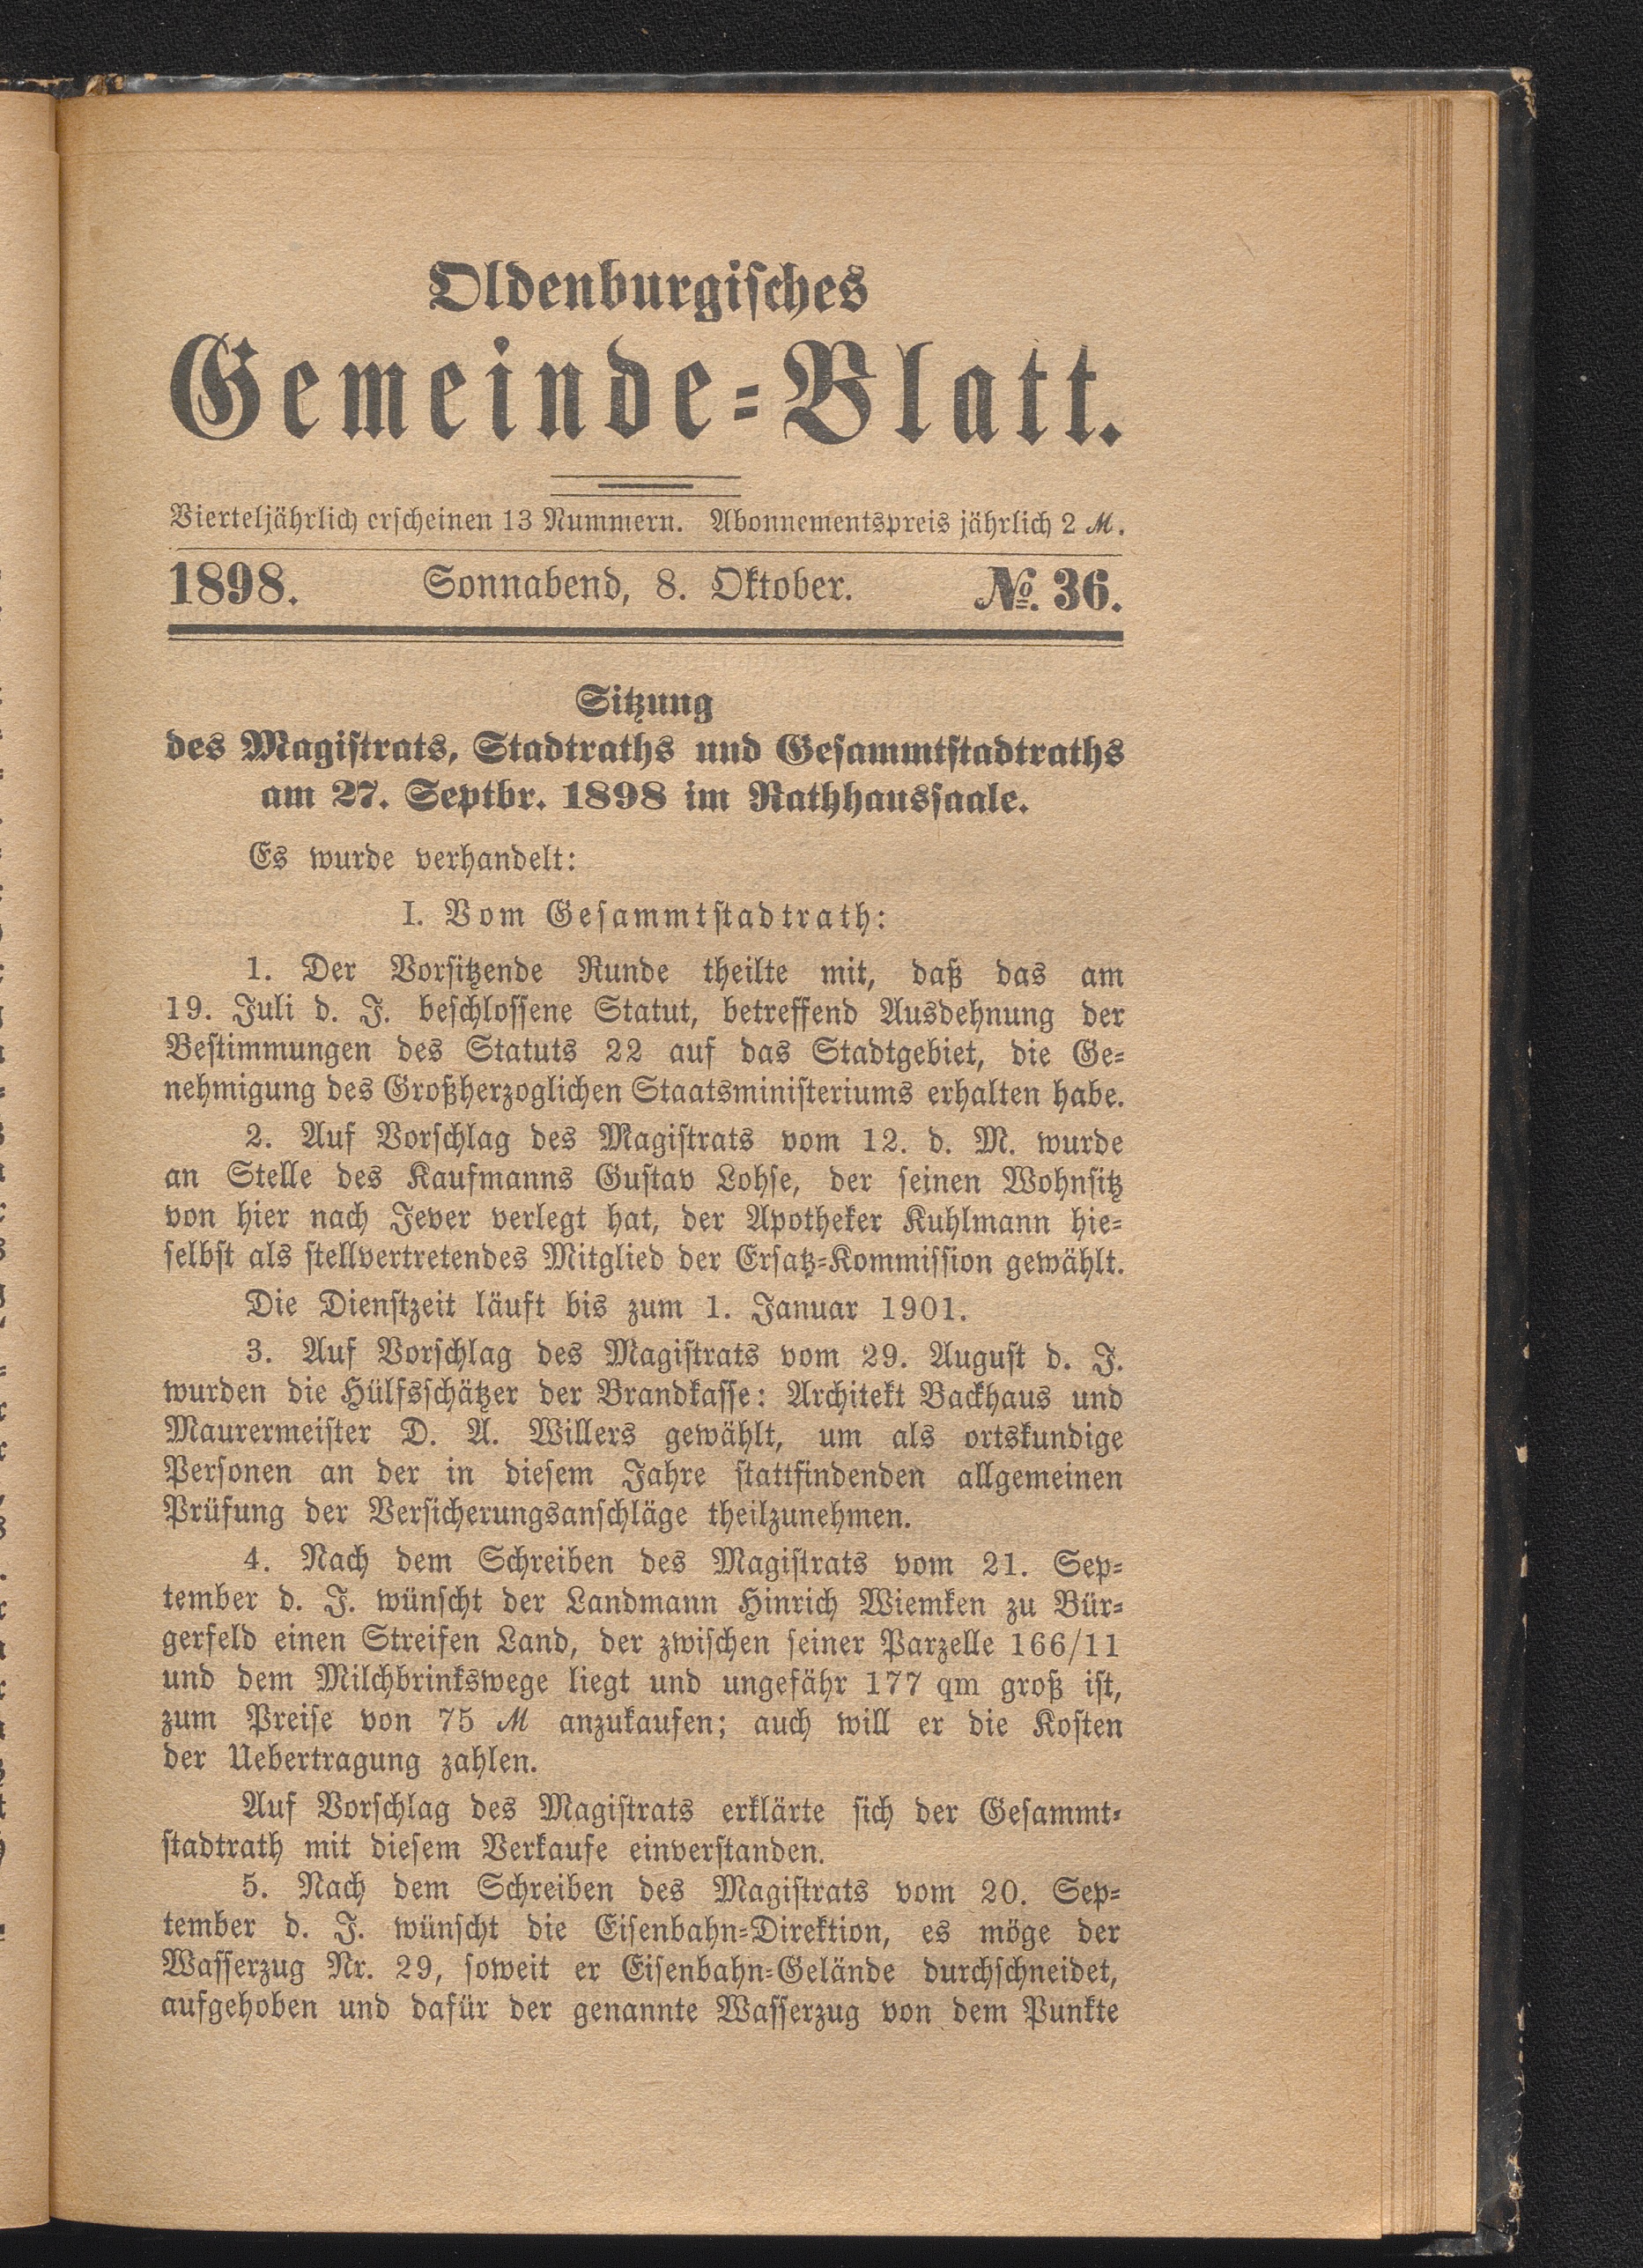 Oldenburgisches
Gemeinde-Blatt.
Vierteljährlich erscheinen 13 Nummern. Abonnementspreis jährlich 2 ℳ.
1898. Sonnabend, 8. Oktober. №. 36.
Sitzung
des Magistrats, Stadtraths und Gesammtstadtraths
am 27. Septbr. 1898 im Rathhaussaale.
Es wurde verhandelt:
I. Vom Gesammtstadtrath:
1. Der Vorsitzende Runde theilte mit, daß das am
19. Juli d. J. beschlossene Statut, betreffend Ausdehnung der
Bestimmungen des Statuts 22 auf das Stadtgebiet, die Ge-
nehmigung des Großherzoglichen Staatsministeriums erhalten habe.
2. Auf Vorschlag des Magistrats vom 12. d. M. wurde
an Stelle des Kaufmanns Gustav Lohse, der seinen Wohnsitz
von hier nach Jever verlegt hat, der Apotheker Kuhlmann hie-
selbst als stellvertretendes Mitglied der Ersatz-Kommission gewählt.
Die Dienstzeit läuft bis zum 1. Januar 1901.
3. Auf Vorschlag des Magistrats vom 29. August d. J.
wurden die Hülfsschätzer der Brandkasse: Architekt Backhaus und
Maurermeister D. A. Willers gewählt, um als ortskundige
Personen an der in diesem Jahre stattfindenden allgemeinen
Prüfung der Versicherungsanschläge theilzunehmen.
4. Nach dem Schreiben des Magistrats vom 21. Sep-
tember d. J. wünscht der Landmann Hinrich Wiemken zu Bür-
gerfeld einen Streifen Land, der zwischen seiner Parzelle 166/11
und dem Milchbrinkswege liegt und ungefähr 177 qm groß ist,
zum Preise von 75 ℳ anzukaufen; auch will er die Kosten
der Uebertragung zahlen.
Auf Vorschlag des Magistrats erklärte sich der Gesammt-
stadtrath mit diesem Verkaufe einverstanden.
5. Nach dem Schreiben des Magistrats vom 20. Sep-
tember d. J. wünscht die Eisenbahn-Direktion, es möge der
Wasserzug Nr. 29, soweit er Eisenbahn-Gelände durchschneidet,
aufgehoben und dafür der genannte Wasserzug von dem Punkte